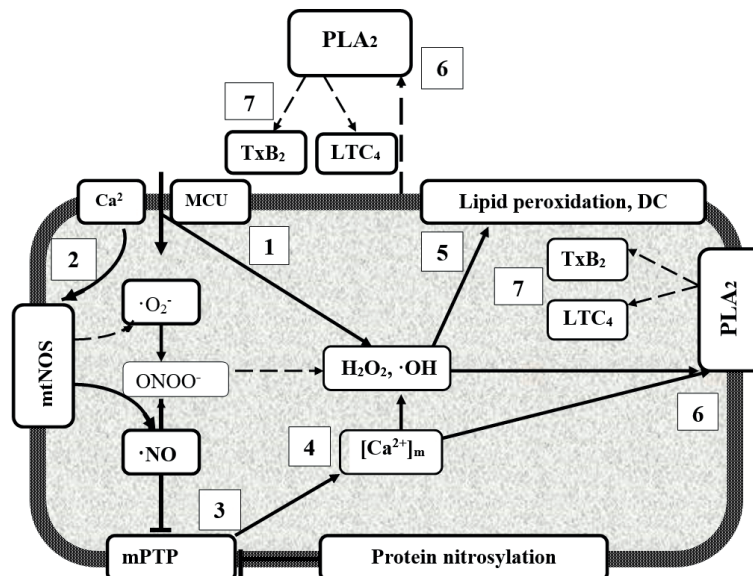 PLA₂
6
7
TxB₂
LTC₄
Ca²
MCU
Lipid peroxidation, DC
1
5
2
TxB₂
7
LTC₄
PLA₂
·O₂⁻
mtNOS
ONOO⁻
H₂O₂, ·OH
6
·NO
4
[Ca²⁺]ₘ
3
mPTP
Protein nitrosylation